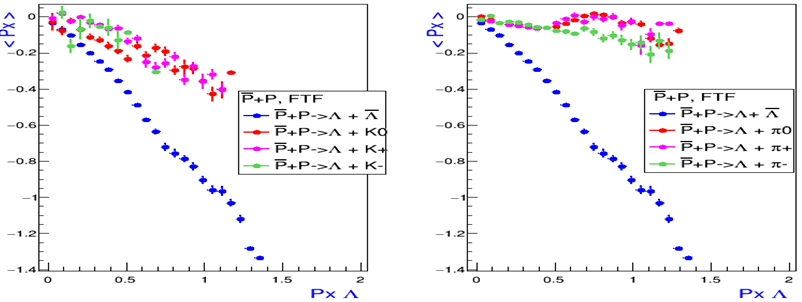 <Px>
0
−0.2
−0.4
−0.6
−0.8
−1
−1.2
−1.4
0 0.5 1 1.5 2
Px Λ
P̅+P, FTF
P̅+P->Λ + Λ̅
P̅+P->Λ + K0
P̅+P->Λ + K+
P̅+P->Λ + K-
<Px>
0
−0.2
−0.4
−0.6
−0.8
−1
−1.2
−1.4
0 0.5 1 1.5 2
Px Λ
P̅+P, FTF
P̅+P->Λ+ Λ̅
P̅+P->Λ + π0
P̅+P->Λ + π+
P̅+P->Λ + π-